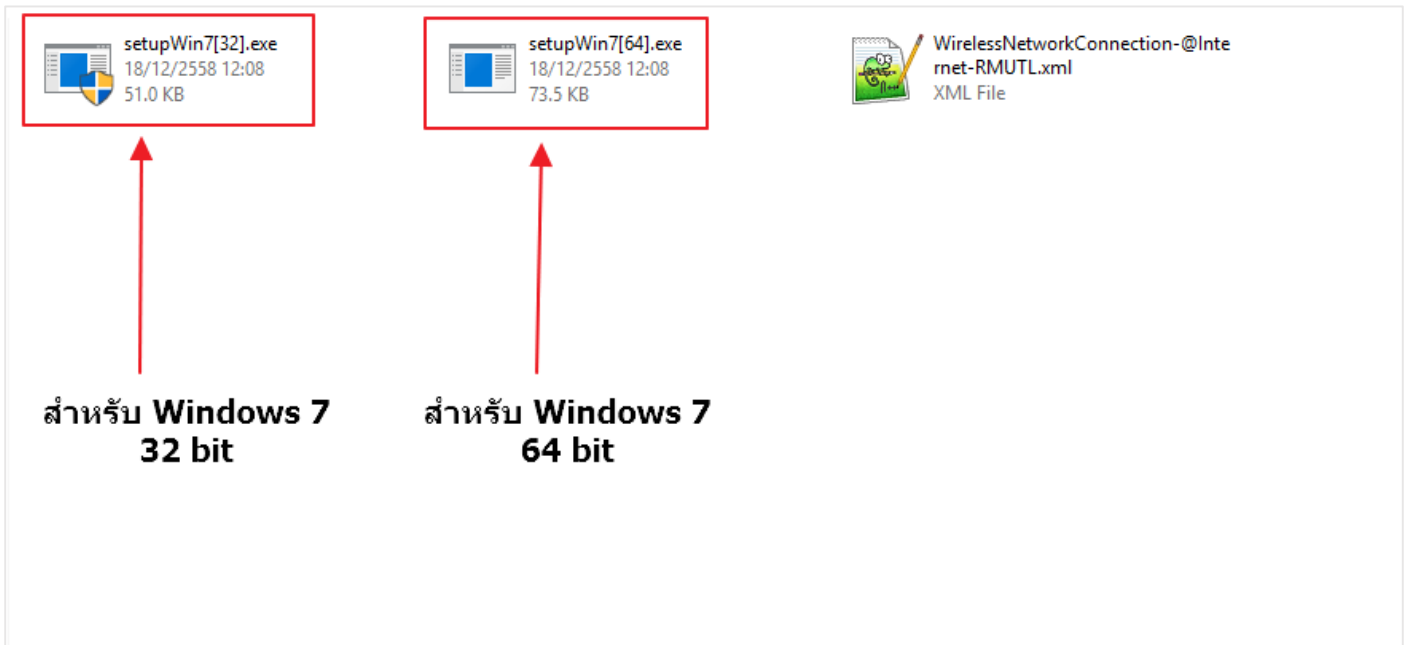 setupWin7[32].exe
18/12/2558 12:08
51.0 KB
setupWin7[64].exe
18/12/2558 12:08
73.5 KB
WirelessNetworkConnection-@Inte
rnet-RMUTL.xml
XML File
สำหรับ Windows 7
32 bit
สำหรับ Windows 7
64 bit